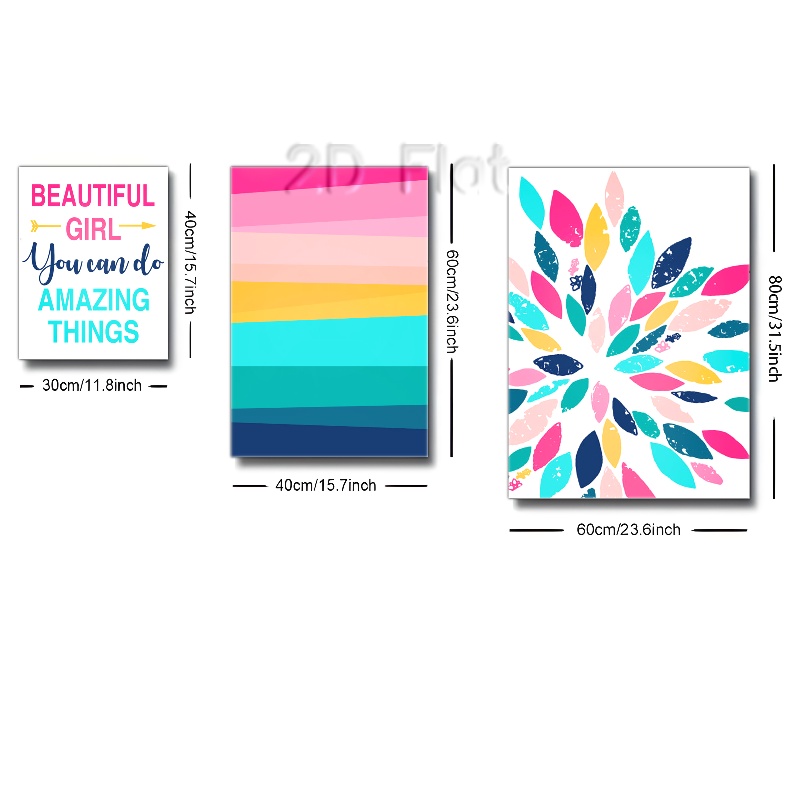 2D Flat
BEAUTIFUL
GIRL
You can do
AMAZING
THINGS
40cm/15.7inch
30cm/11.8inch
60cm/23.6inch
40cm/15.7inch
80cm/31.5inch
60cm/23.6inch